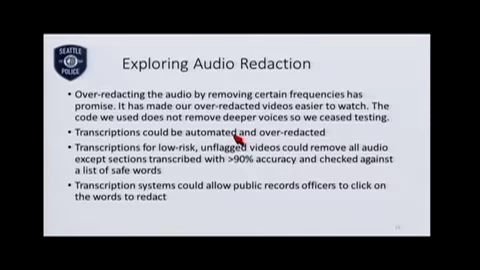 SEATTLE
POLICE
Exploring Audio Redaction
• Over-redacting the audio by removing certain frequencies has
promise. It has made our over-redacted videos easier to watch. The
code we used does not remove deeper voices so we ceased testing.
• Transcriptions could be automated and over-redacted
• Transcriptions for low-risk, unflagged videos could remove all audio
except sections transcribed with >90% accuracy and checked against
a list of safe words
• Transcription systems could allow public records officers to click on
the words to redact